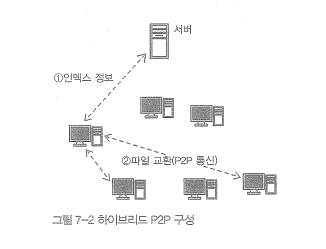 서버
①인덱스 정보
②파일 교환(P2P 통신)
그림 7-2 하이브리드 P2P 구성